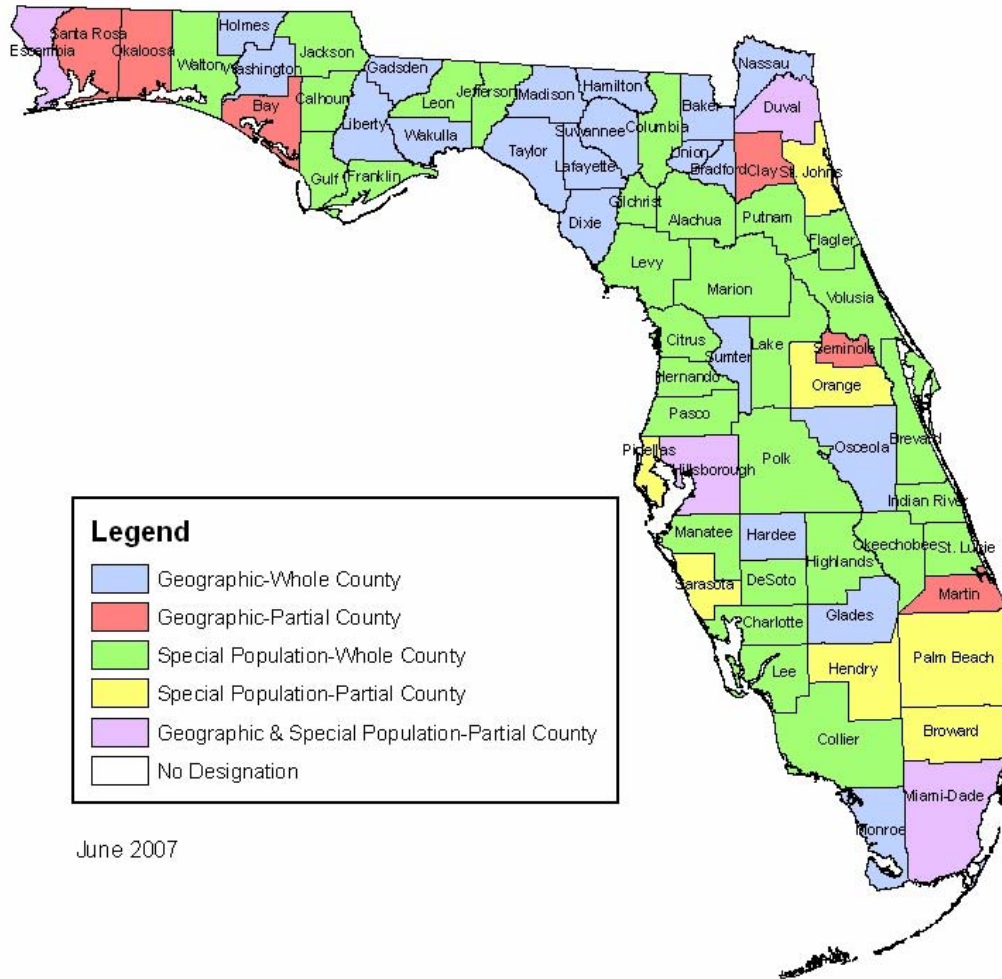 Holmes
Santa Rosa
Jackson
Escambia
Okaloosa
Walton
Washington
Gadsden
Nassau
Bay
Calhoun
Leon
Jefferson
Madison
Hamilton
Baker
Duval
Liberty
Wakulla
Suwannee
Columbia
Taylor
Lafayette
Union
Bradford
Clay
St. Johns
Gulf
Franklin
Gilchrist
Alachua
Putnam
Dixie
Flagler
Levy
Marion
Volusia
Citrus
Lake
Sumter
Seminole
Hernando
Orange
Pasco
Pinellas
Hillsborough
Polk
Osceola
Brevard
Indian River
Manatee
Hardee
Okeechobee
St. Lucie
Highlands
Sarasota
DeSoto
Martin
Charlotte
Glades
Lee
Hendry
Palm Beach
Collier
Broward
Miami-Dade
Monroe
Legend
Geographic-Whole County
Geographic-Partial County
Special Population-Whole County
Special Population-Partial County
Geographic & Special Population-Partial County
No Designation
June 2007